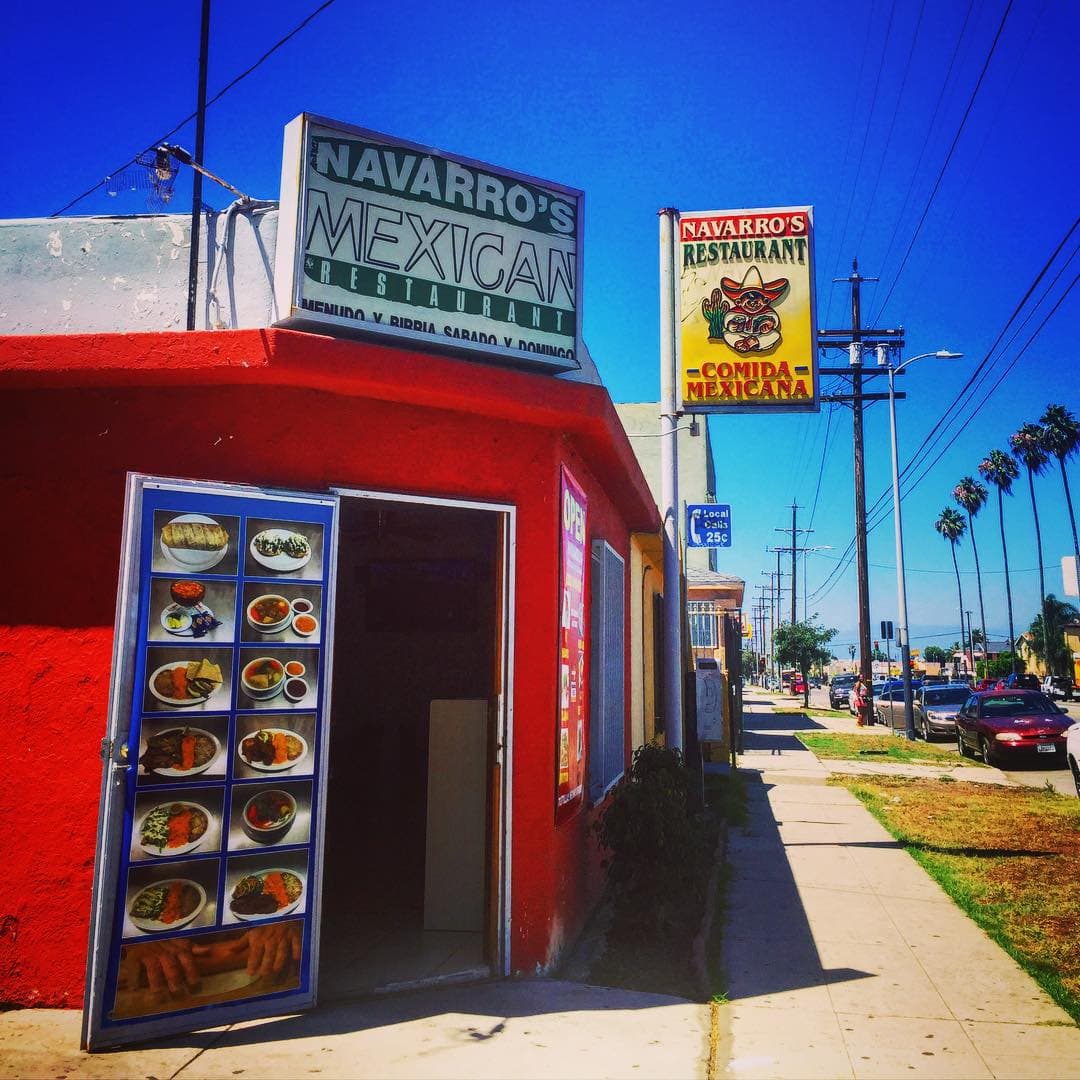 NAVARRO'S
MEXICAN
RESTAURANT
MENUDO Y BIRRIA SABADO Y DOMINGO
NAVARRO'S
RESTAURANT
COMIDA
MEXICANA
Local
Calls
25¢
OPEN